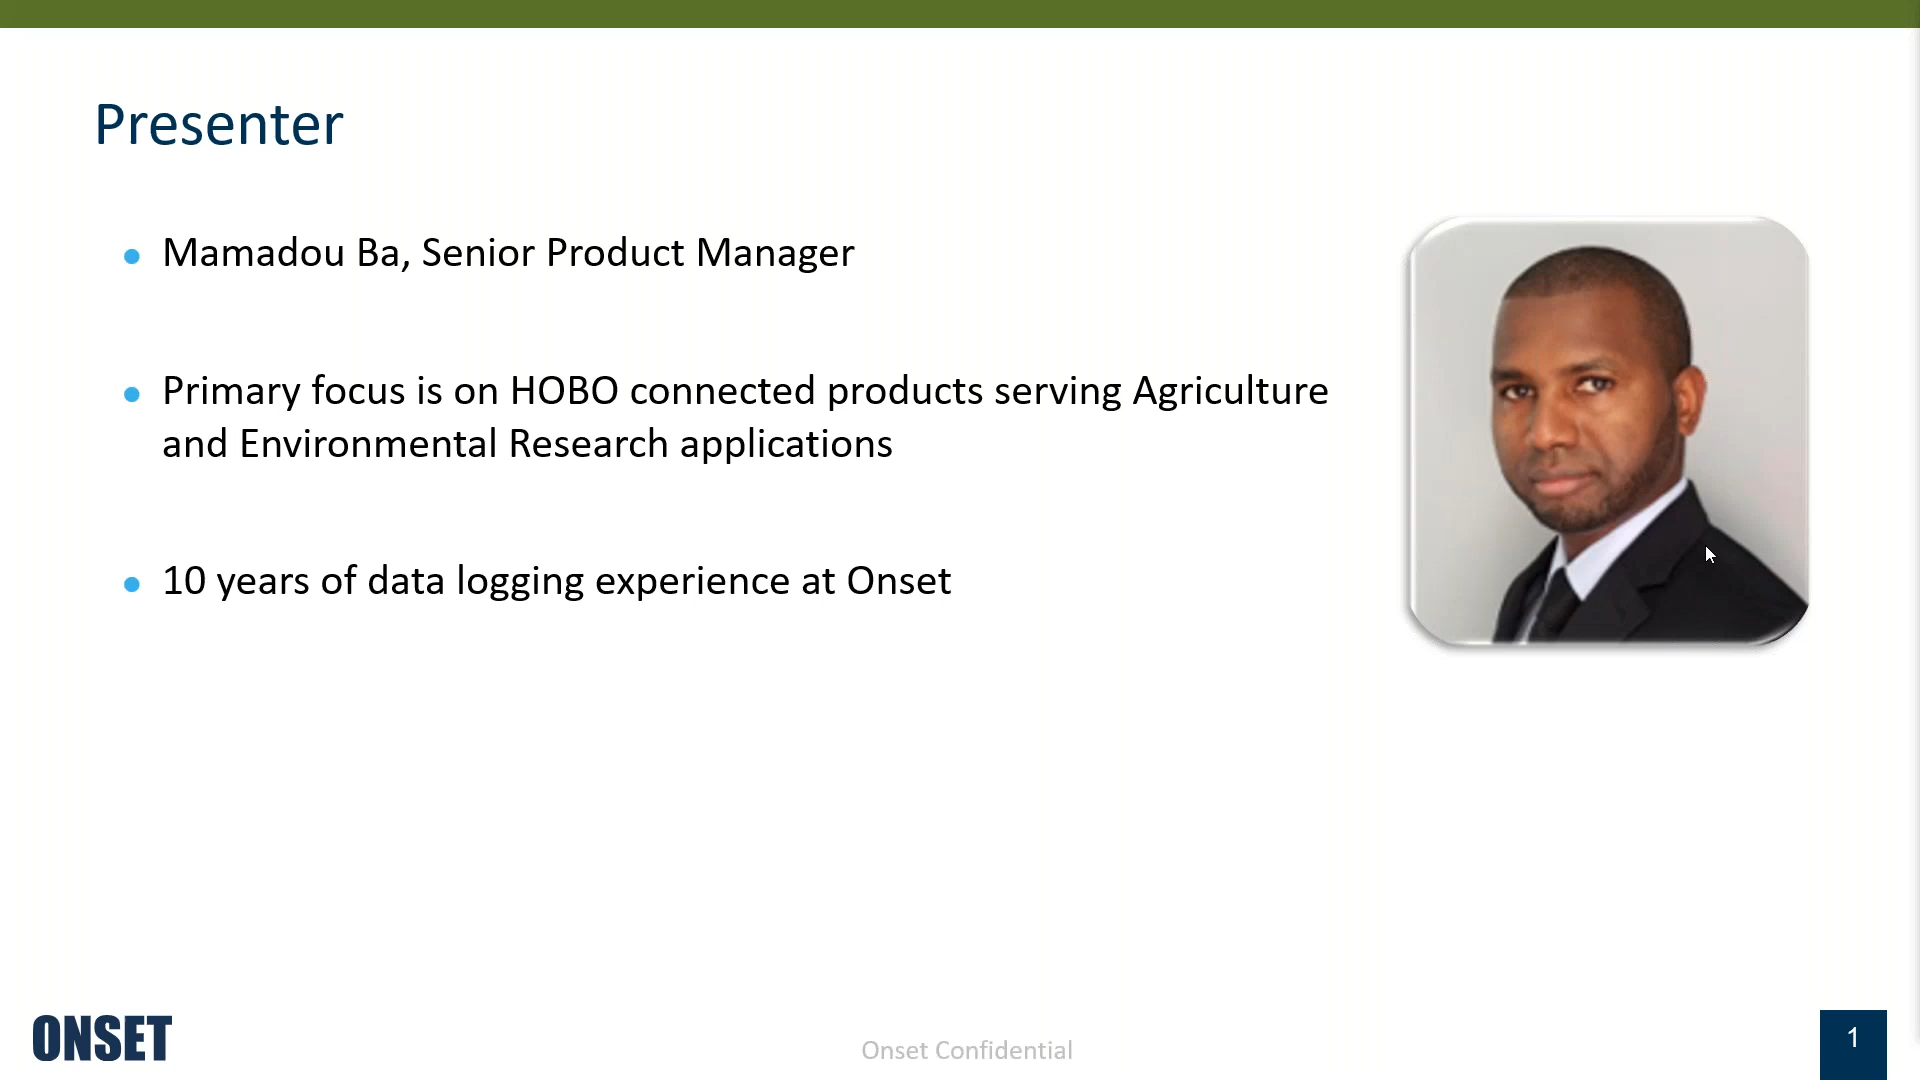 Presenter
Mamadou Ba, Senior Product Manager
Primary focus is on HOBO connected products serving Agriculture
and Environmental Research applications
10 years of data logging experience at Onset
ONSET
Onset Confidential
1